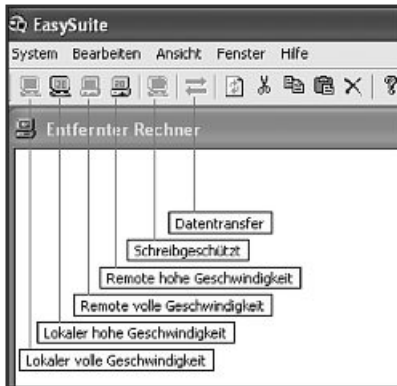 EasySuite
System Bearbeiten Ansicht Fenster Hilfe
Entfernter Rechner
Datentransfer
Schreibgeschützt
Remote hohe Geschwindigkeit
Remote volle Geschwindigkeit
Lokaler hohe Geschwindigkeit
Lokaler volle Geschwindigkeit